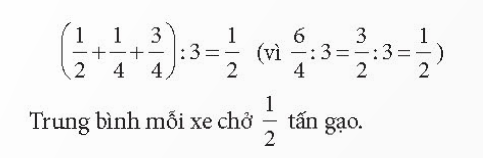 (1/2 + 1/4 + 3/4) : 3 = 1/2 (vì 6/4 : 3 = 3/2 : 3 = 1/2)
Trung bình mỗi xe chở 1/2 tấn gạo.